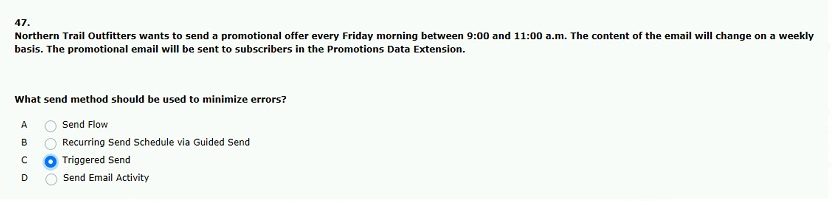 47.
Northern Trail Outfitters wants to send a promotional offer every Friday morning between 9:00 and 11:00 a.m. The content of the email will change on a weekly
basis. The promotional email will be sent to subscribers in the Promotions Data Extension.
What send method should be used to minimize errors?
A Send Flow
B Recurring Send Schedule via Guided Send
C Triggered Send
D Send Email Activity